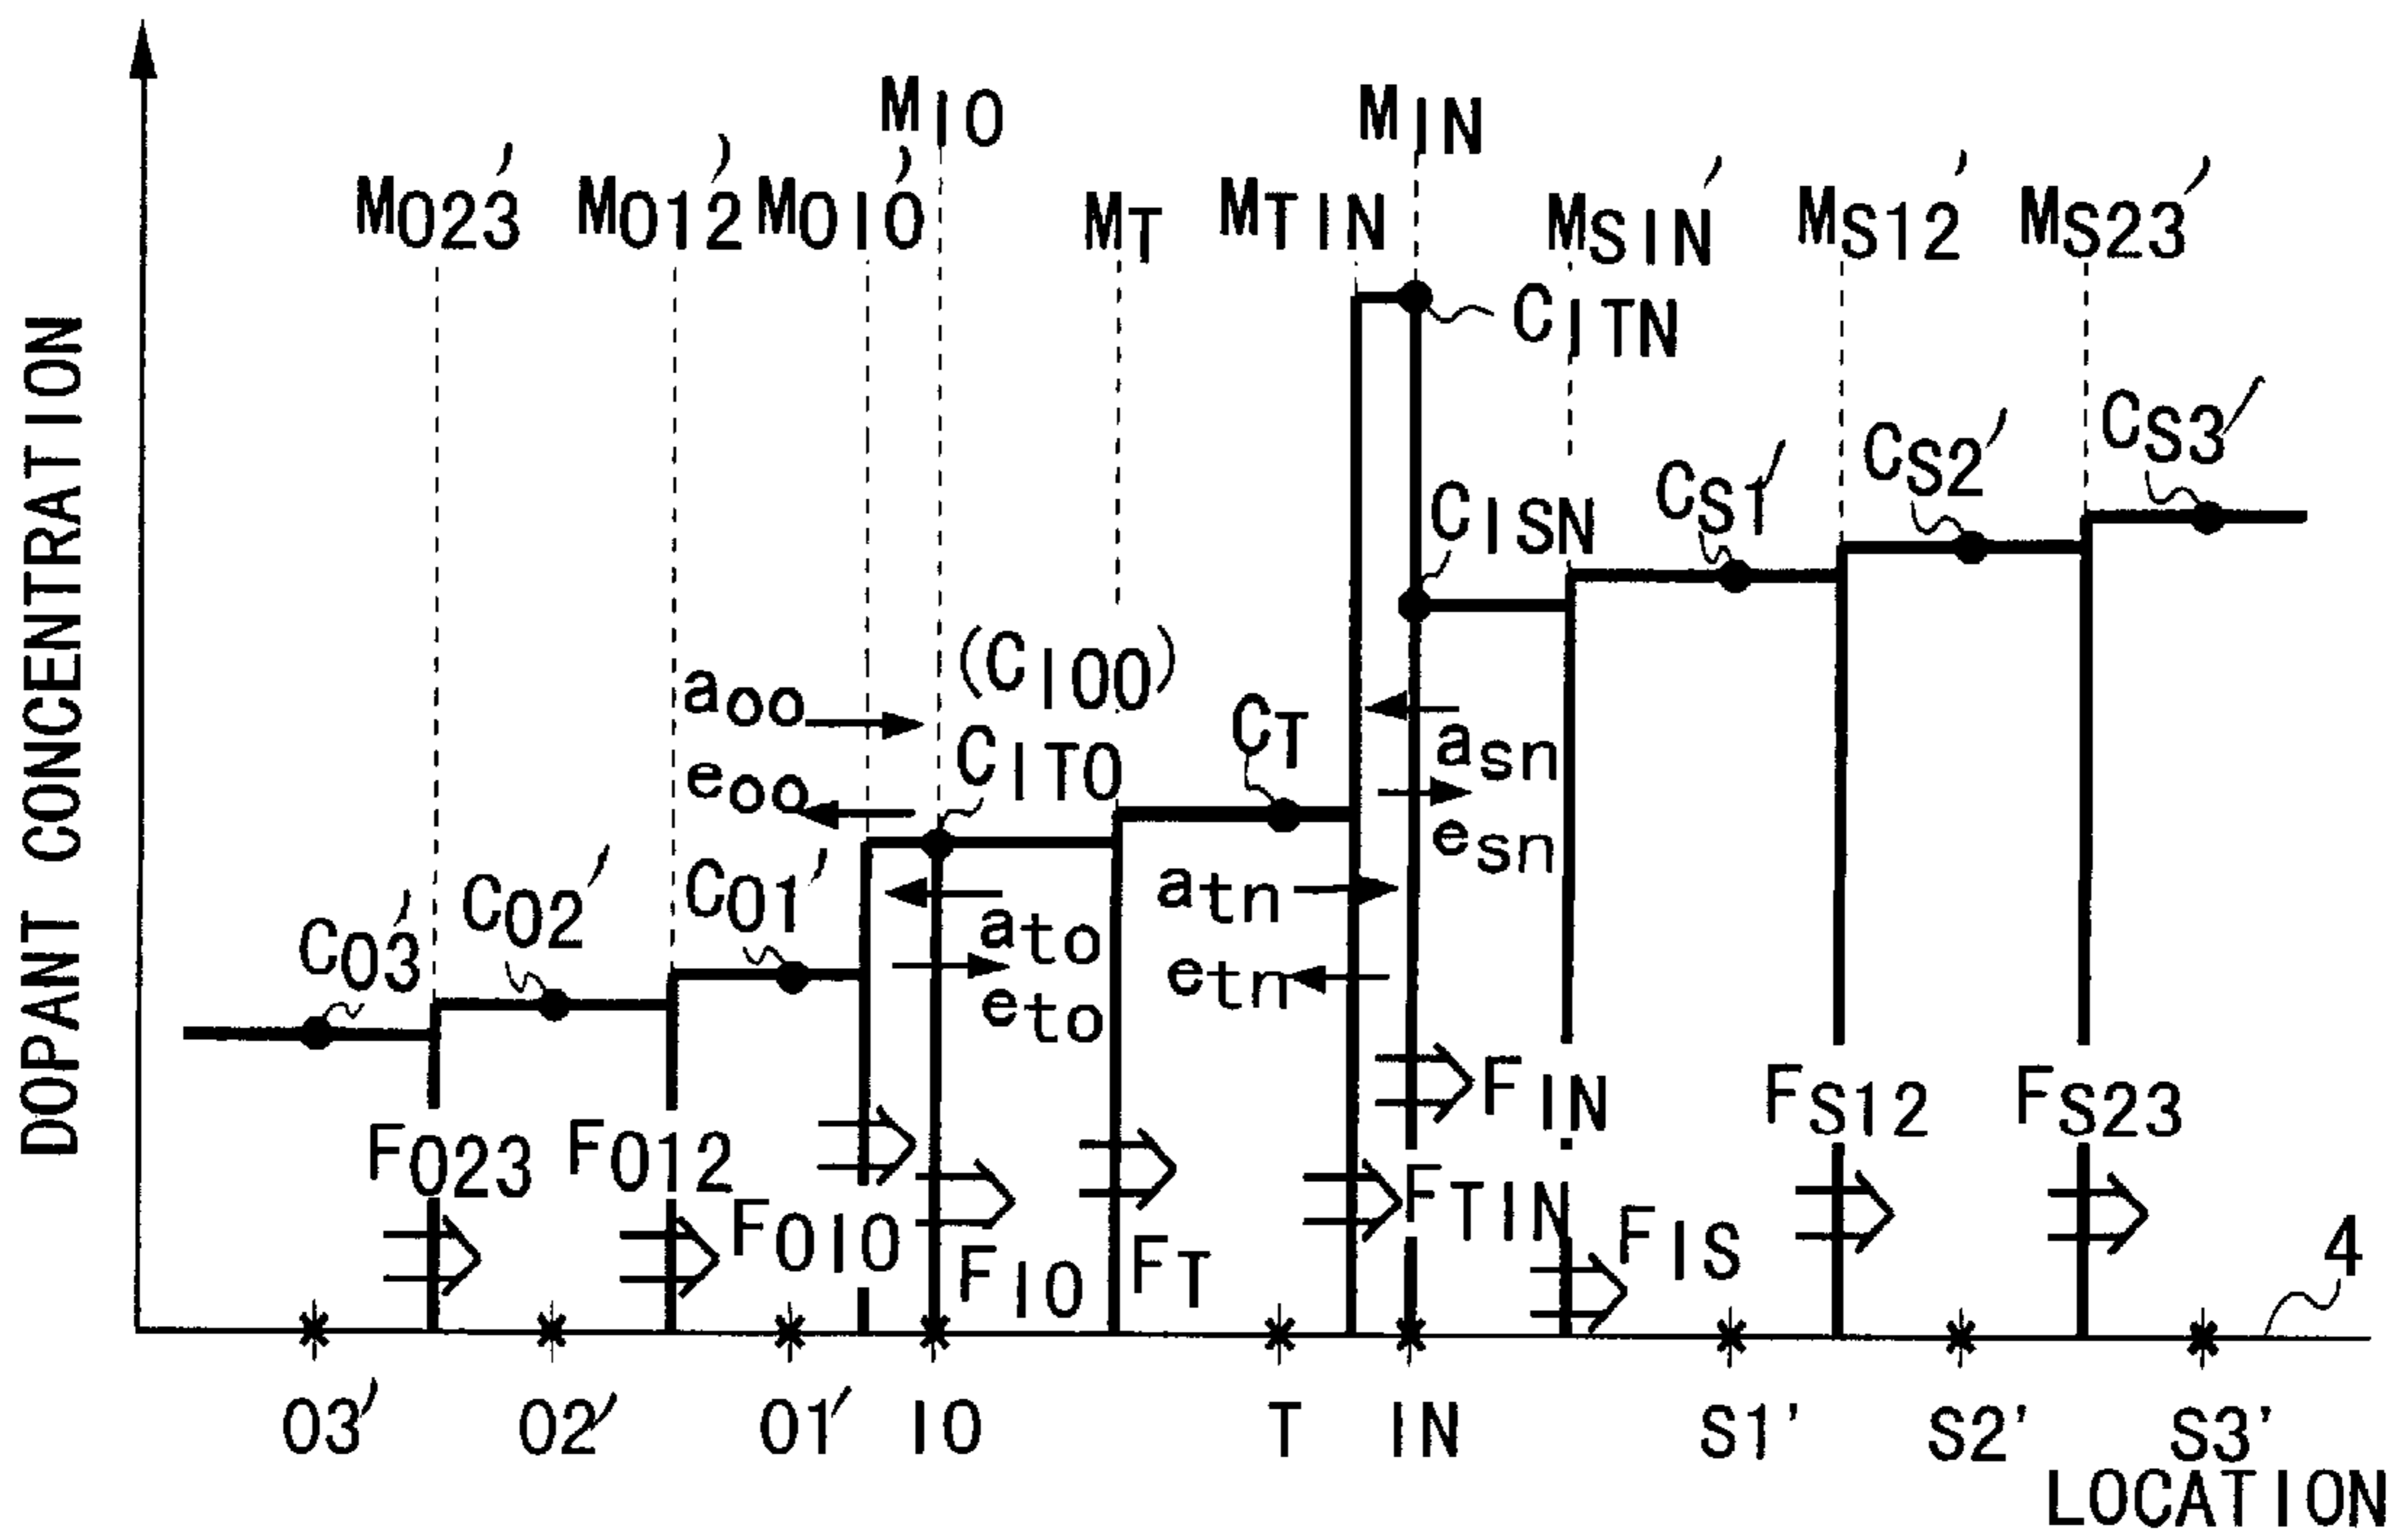 DOPANT CONCENTRATION
MIO
MIN
MO23'
MO12'
MOIO'
MT
MTIN
MSIN'
MS12'
MS23'
CITN
CS3'
CS2'
CS1'
CISN
(CIOO)
aoo
CITO
CT
asn
eoo
esn
CO1'
CO2'
CO3'
atn
ato
etn
eto
FIN
FS12
FS23
FO23
FO12
FTIN
FOIO
FIO
FT
FIS
4
O3'
O2'
O1'
IO
T
IN
S1'
S2'
S3'
LOCATION